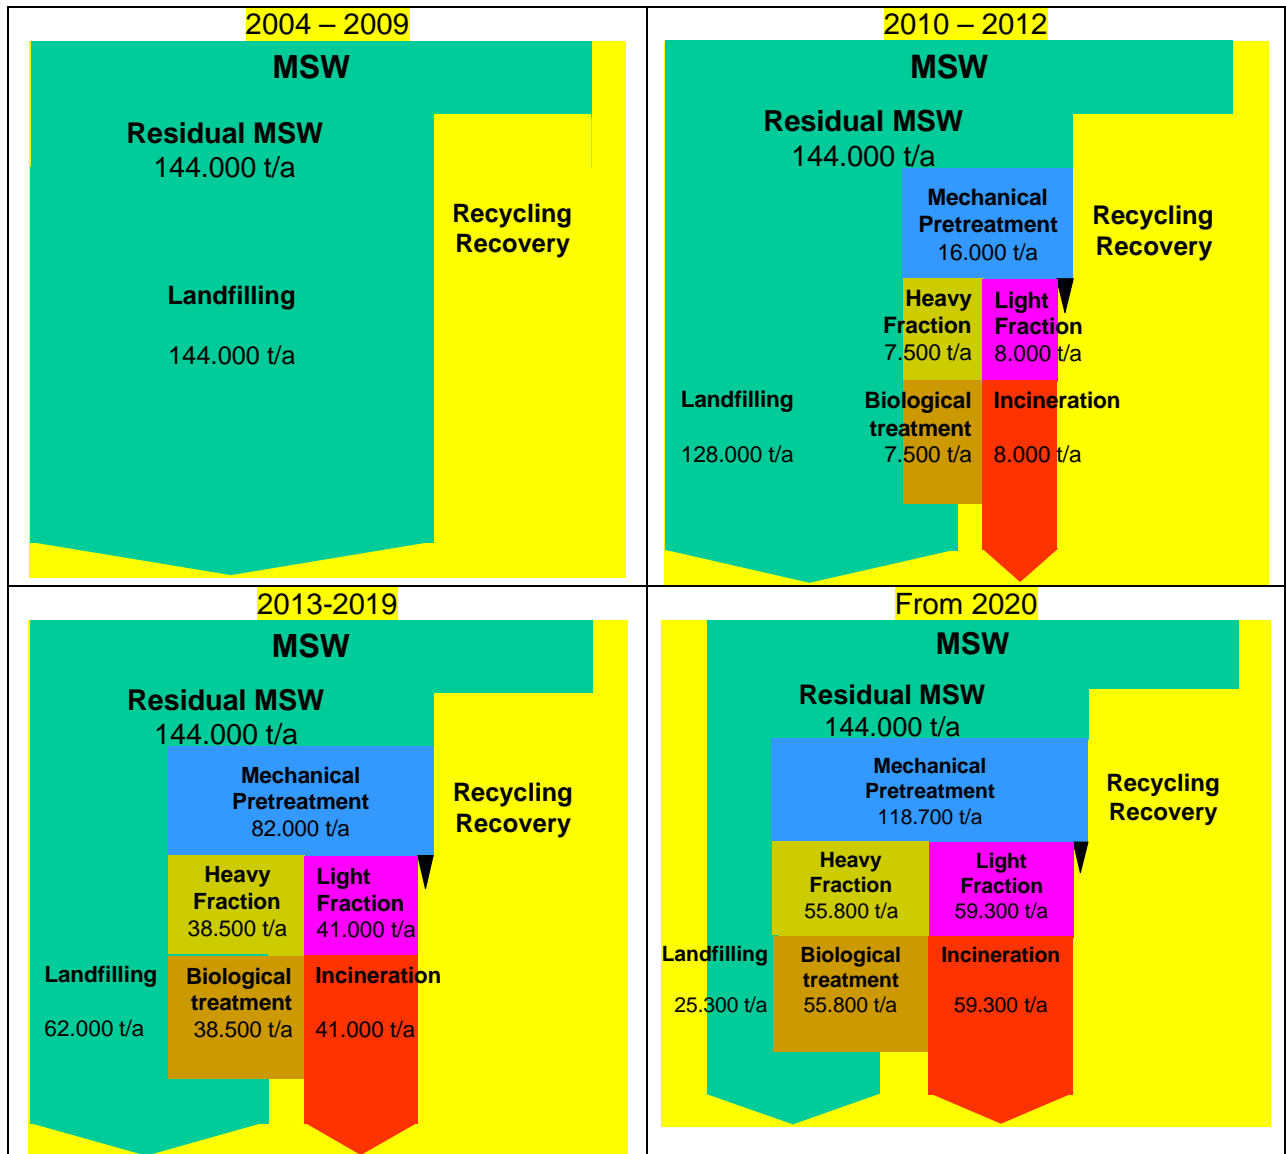 2004 – 2009
MSW
Residual MSW
144.000 t/a
Recycling
Recovery
Landfilling
144.000 t/a
2010 – 2012
MSW
Residual MSW
144.000 t/a
Mechanical
Pretreatment
16.000 t/a
Recycling
Recovery
Heavy
Fraction
7.500 t/a
Light
Fraction
8.000 t/a
Landfilling
128.000 t/a
Biological
treatment
7.500 t/a
Incineration
8.000 t/a
2013-2019
MSW
Residual MSW
144.000 t/a
Mechanical
Pretreatment
82.000 t/a
Recycling
Recovery
Heavy
Fraction
38.500 t/a
Light
Fraction
41.000 t/a
Landfilling
62.000 t/a
Biological
treatment
38.500 t/a
Incineration
41.000 t/a
From 2020
MSW
Residual MSW
144.000 t/a
Mechanical
Pretreatment
118.700 t/a
Recycling
Recovery
Heavy
Fraction
55.800 t/a
Light
Fraction
59.300 t/a
Landfilling
25.300 t/a
Biological
treatment
55.800 t/a
Incineration
59.300 t/a